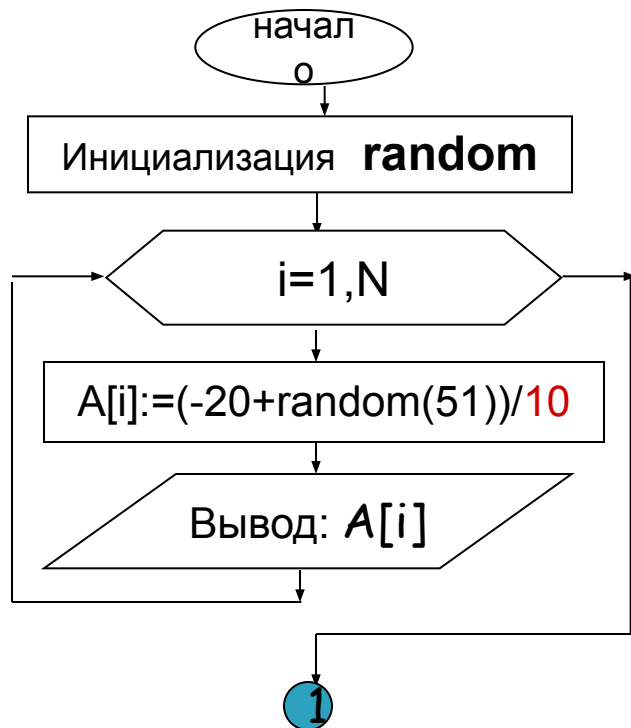 начал
о
Инициализация random
i=1,N
A[i]:=(-20+random(51))/10
Вывод: A[i]
1